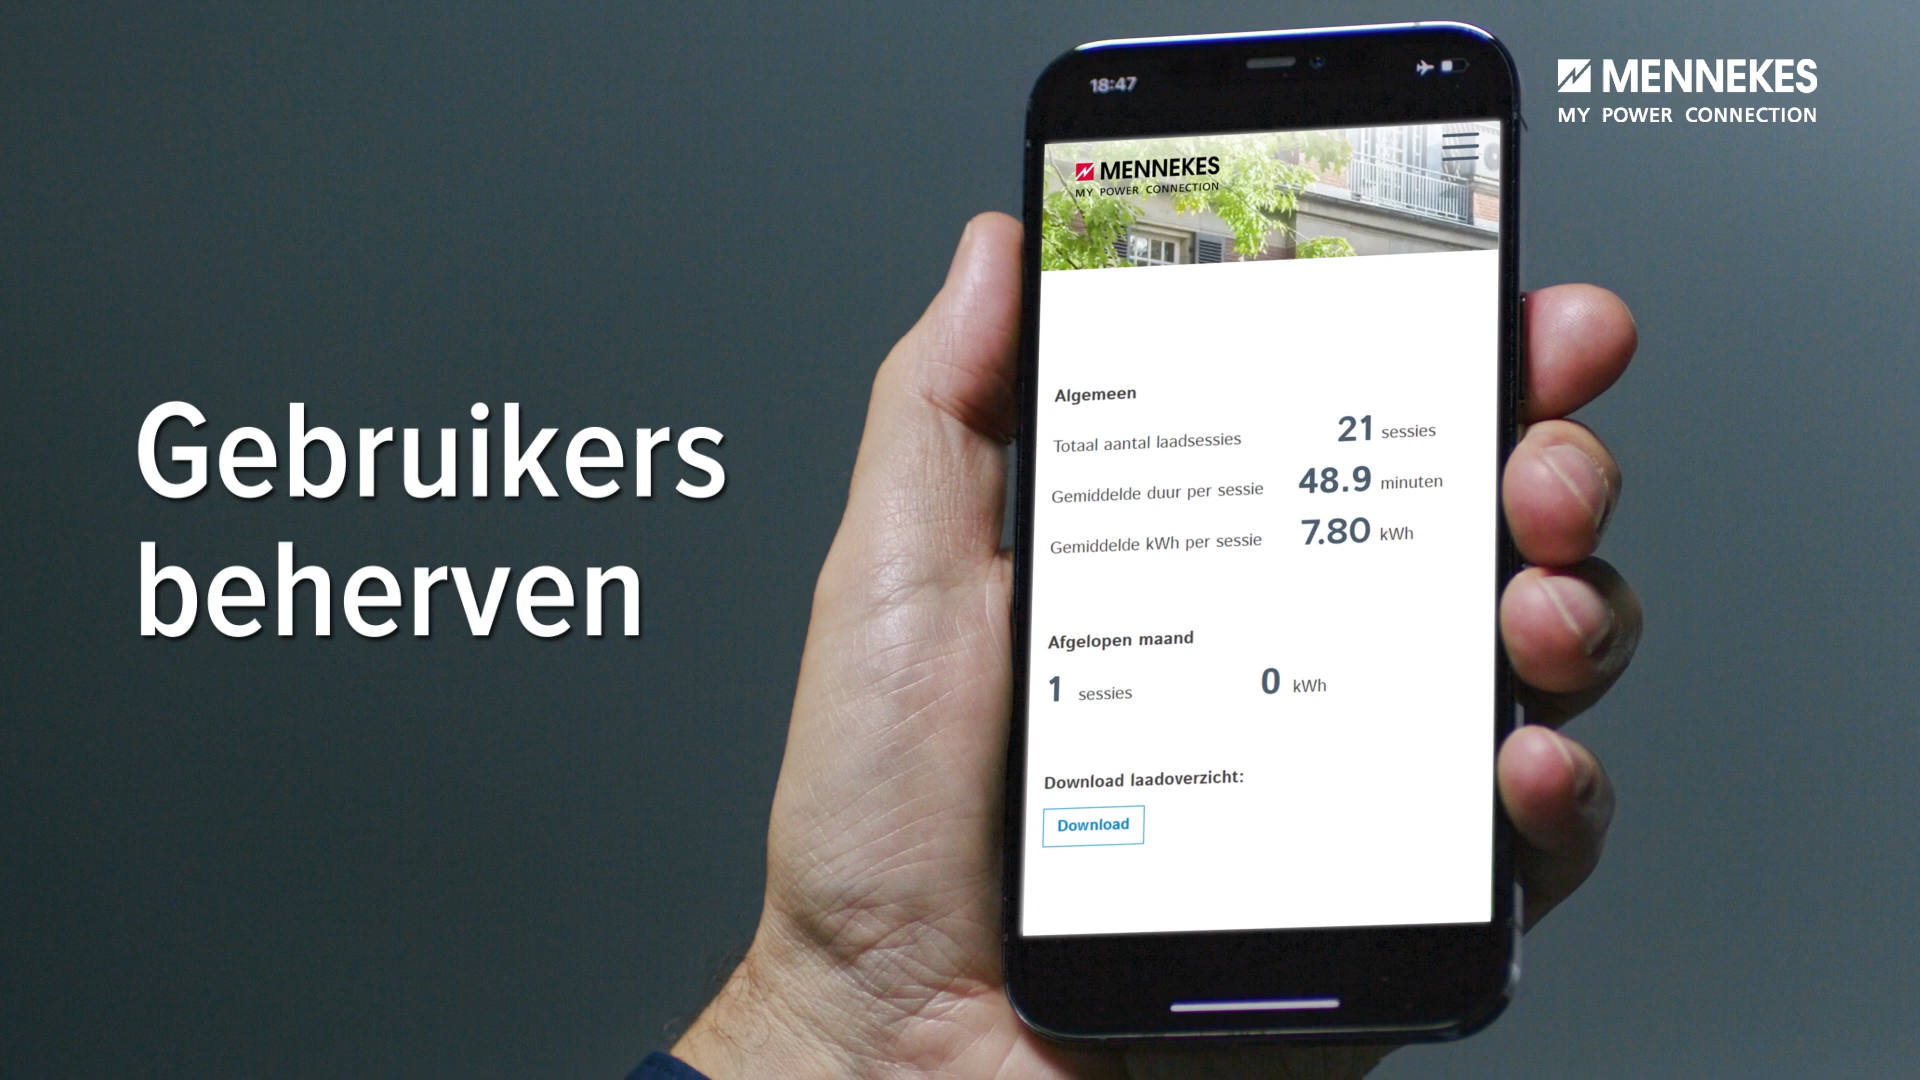 Gebruikers
beherven
18:47
MENNEKES
MY POWER CONNECTION
Algemeen
Totaal aantal laadsessies 21 sessies
Gemiddelde duur per sessie 48.9 minuten
Gemiddelde kWh per sessie 7.80 kWh
Afgelopen maand
1 sessies 0 kWh
Download laadoverzicht:
Download
MENNEKES
MY POWER CONNECTION